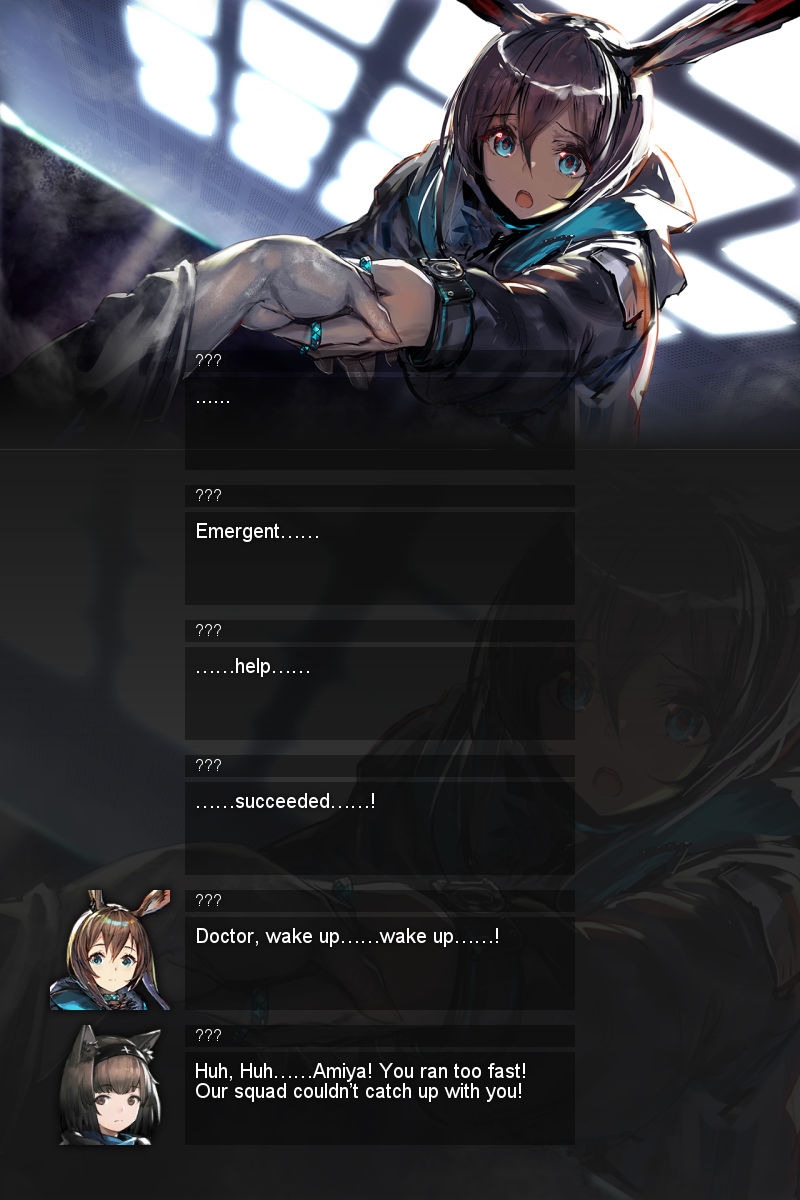 ???
......
???
Emergent......
???
......help......
???
......succeeded......!
???
Doctor, wake up......wake up......!
???
Huh, Huh......Amiya! You ran too fast!
Our squad couldn't catch up with you!